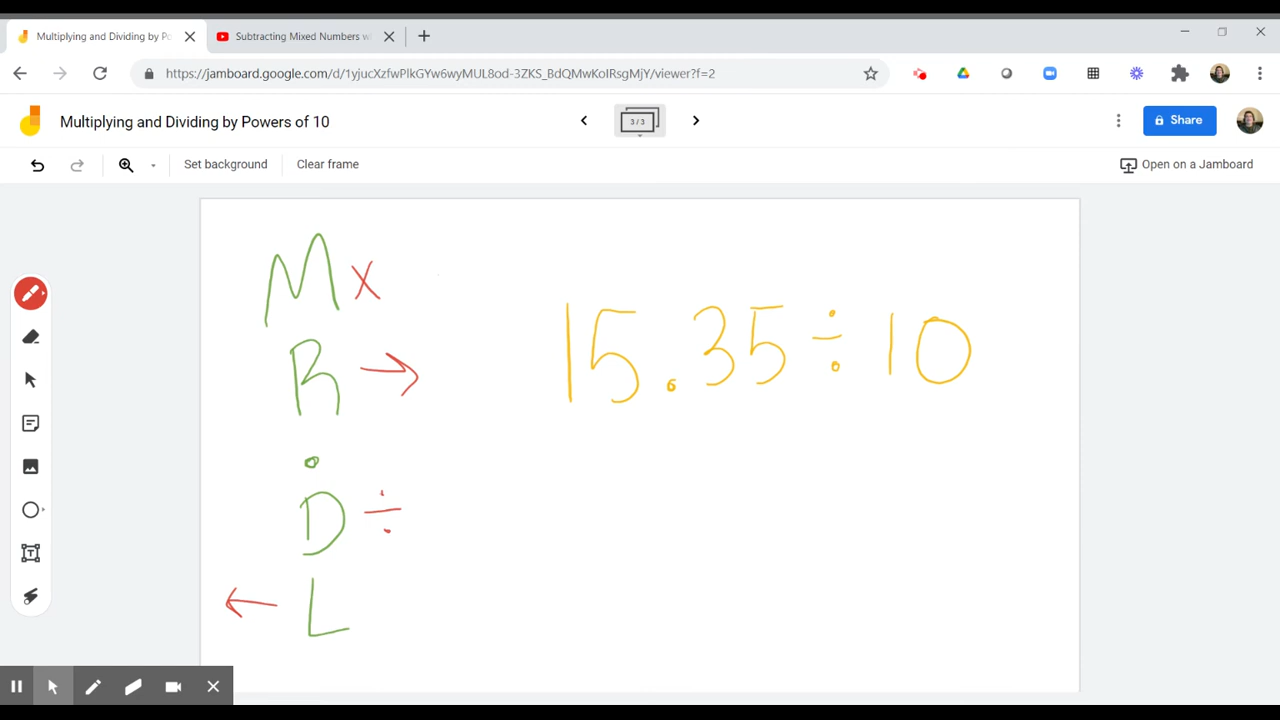 Multiplying and Dividing by Po
Subtracting Mixed Numbers w
https://jamboard.google.com/d/1yjucXzfwPlkGYw6wyMUL8od-3ZKS_BdQMwKoIRsgMjY/viewer?f=2
Multiplying and Dividing by Powers of 10
3 / 3
Share
Set background
Clear frame
Open on a Jamboard
M x
R →
15.35 ÷ 10
.
D ÷
← L